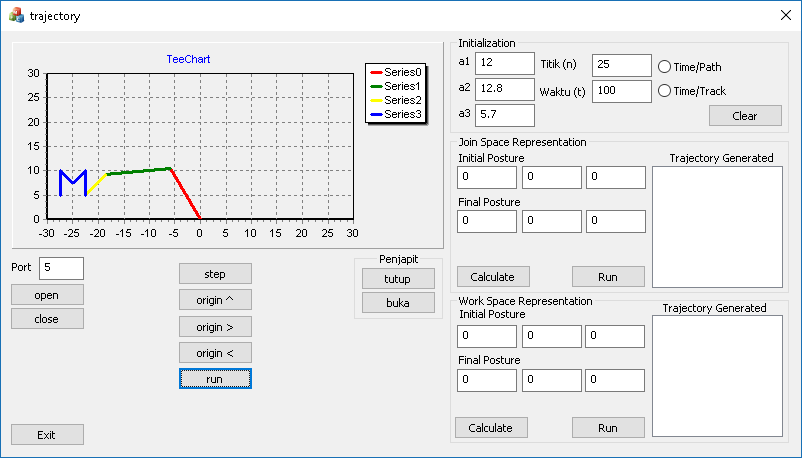 trajectory
TeeChart
30
25
20
15
10
5
0
-30 -25 -20 -15 -10 -5 0 5 10 15 20 25 30
Series0
Series1
Series2
Series3
Port 5
open
close
step
origin ^
origin >
origin <
run
Penjapit
tutup
buka
Exit
Initialization
a1 12 Titik (n) 25 Time/Path
a2 12.8 Waktu (t) 100 Time/Track
a3 5.7
Clear
Join Space Representation
Initial Posture
0 0 0
Final Posture
0 0 0
Calculate Run
Trajectory Generated
Work Space Representation
Initial Posture
0 0 0
Final Posture
0 0 0
Calculate Run
Trajectory Generated